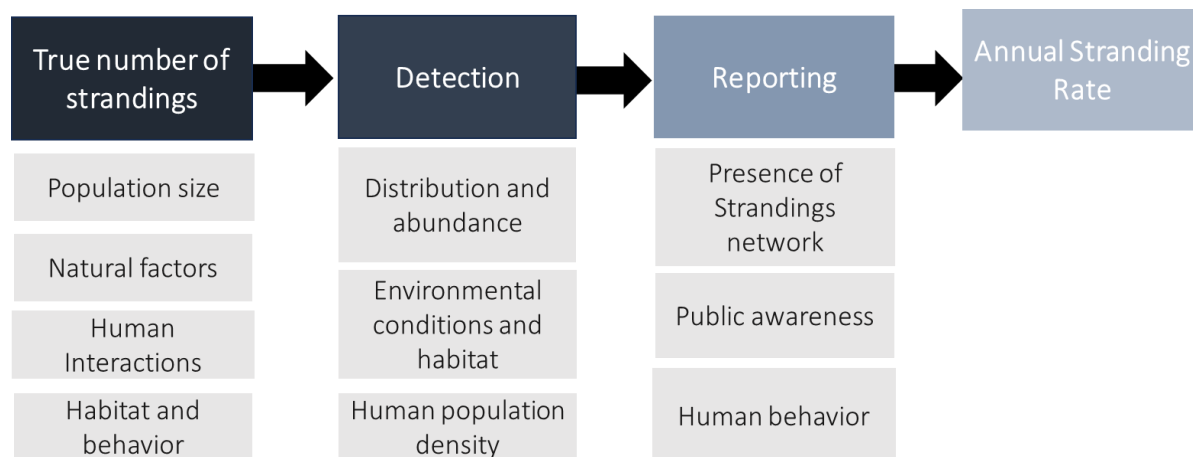 True number of
strandings
Detection
Reporting
Annual Stranding
Rate
Population size
Natural factors
Human
Interactions
Habitat and
behavior
Distribution and
abundance
Environmental
conditions and
habitat
Human population
density
Presence of
Strandings
network
Public awareness
Human behavior